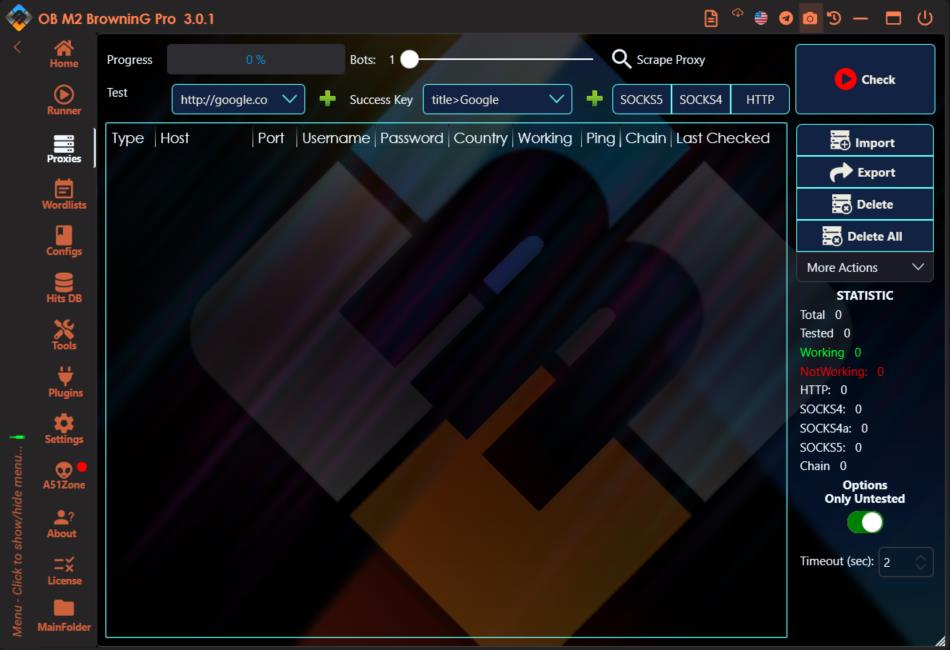 OB M2 BrowninG Pro 3.0.1
Progress
0 %
Bots: 1
Scrape Proxy
Check
Test
http://google.co
Success Key
title>Google
SOCKS5
SOCKS4
HTTP
Type Host Port Username Password Country Working Ping Chain Last Checked
Home
Runner
Proxies
Wordlists
Configs
Hits DB
Tools
Plugins
Settings
A51Zone
About
License
MainFolder
Menu - Click to show/hide menu...
Import
Export
Delete
Delete All
More Actions
STATISTIC
Total 0
Tested 0
Working 0
NotWorking: 0
HTTP: 0
SOCKS4: 0
SOCKS4a: 0
SOCKS5: 0
Chain 0
Options
Only Untested
Timeout (sec): 2